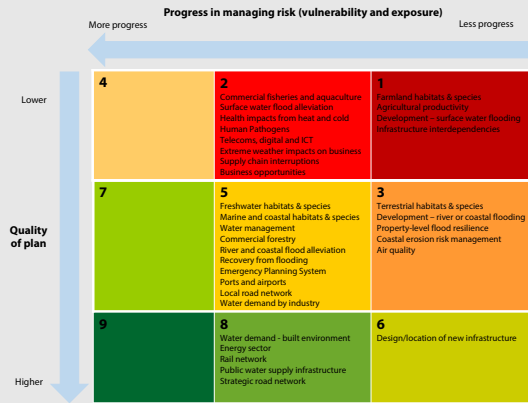 Progress in managing risk (vulnerability and exposure)
More progress
Less progress
Lower
Quality
of plan
Higher
4
2
Commercial fisheries and aquaculture
Surface water flood alleviation
Health impacts from heat and cold
Human Pathogens
Telecoms, digital and ICT
Extreme weather impacts on business
Supply chain interruptions
Business opportunities
1
Farmland habitats & species
Agricultural productivity
Development – surface water flooding
Infrastructure interdependencies
7
5
Freshwater habitats & species
Marine and coastal habitats & species
Water management
Commercial forestry
River and coastal flood alleviation
Recovery from flooding
Emergency Planning System
Ports and airports
Local road network
Water demand by industry
3
Terrestrial habitats & species
Development – river or coastal flooding
Property-level flood resilience
Coastal erosion risk management
Air quality
9
8
Water demand - built environment
Energy sector
Rail network
Public water supply infrastructure
Strategic road network
6
Design/location of new infrastructure